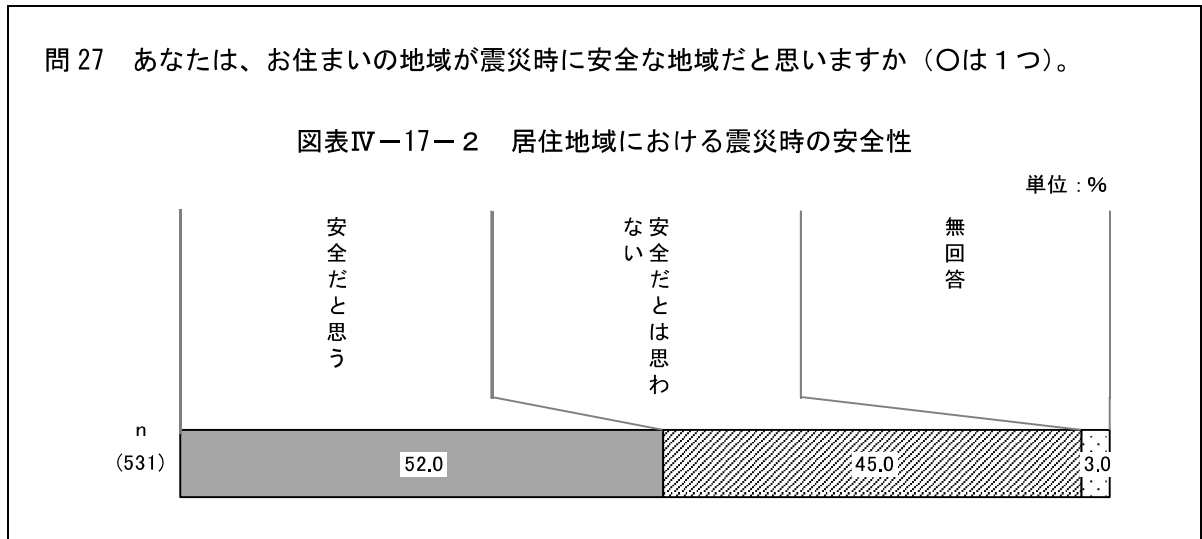 問27 あなたは、お住まいの地域が震災時に安全な地域だと思いますか（○は１つ）。
図表Ⅳ－17－２ 居住地域における震災時の安全性
単位：％
安全だと思う
安全だとは思わ
ない
無回答
n
(531)
52.0
45.0
3.0